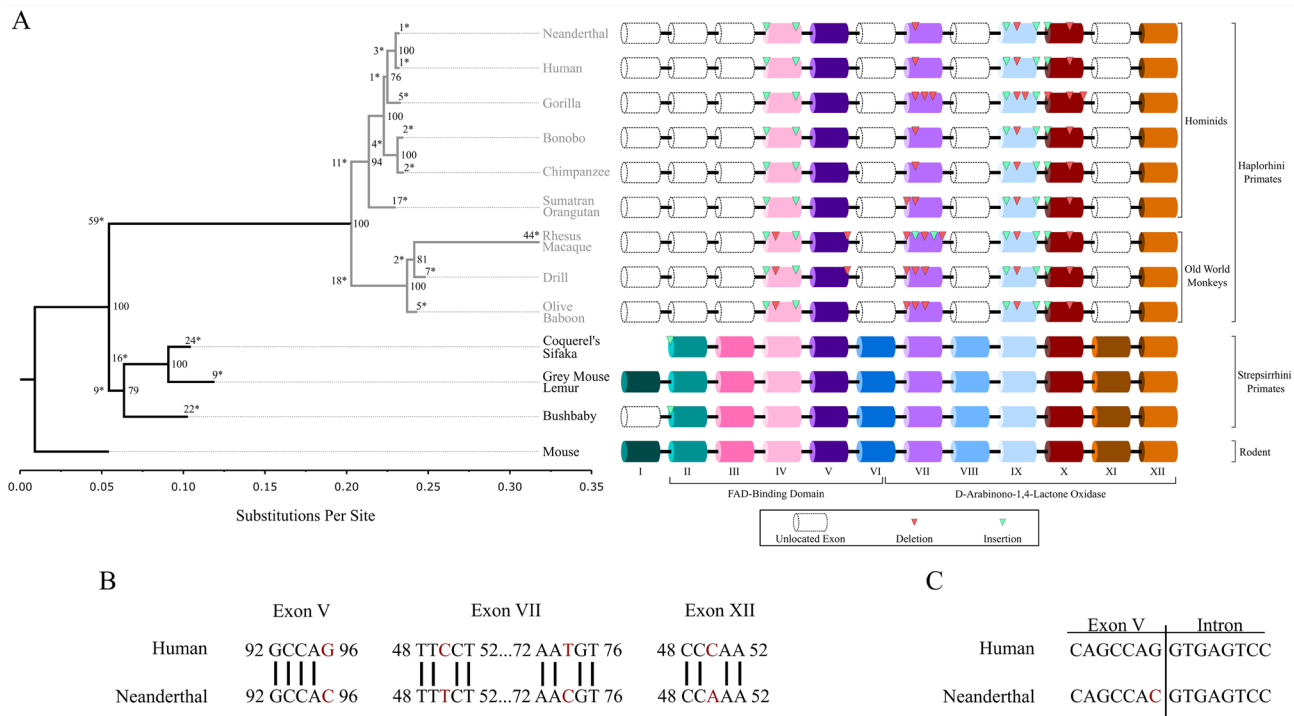 A
1*
Neanderthal
3*
100
1*
Human
1*
76
5*
Gorilla
100
2*
Bonobo
4*
100
11*
94
2*
Chimpanzee
17*
Sumatran
Orangutan
59*
100
44*
Rhesus
Macaque
2*
81
7*
Drill
18*
100
5*
Olive
Baboon
100
24*
Coquerel's
Sifaka
16*
100
9*
Grey Mouse
Lemur
9*
79
22*
Bushbaby
Mouse
Hominids
Haplorhini
Primates
Old World
Monkeys
Strepsirrhini
Primates
Rodent
0.00 0.05 0.10 0.15 0.20 0.25 0.30 0.35
Substitutions Per Site
I II III IV V VI VII VIII IX X XI XII
FAD-Binding Domain D-Arabinono-1,4-Lactone Oxidase
Unlocated Exon Deletion Insertion
B
Exon V Exon VII Exon XII
Human 92 GCCAG 96 48 TTCCT 52...72 AATGT 76 48 CCCAA 52
Neanderthal 92 GCCAC 96 48 TTTCT 52...72 AACGT 76 48 CCAAA 52
C
Exon V Intron
Human CAGCCAG GTGAGTCC
Neanderthal CAGCCAC GTGAGTCC